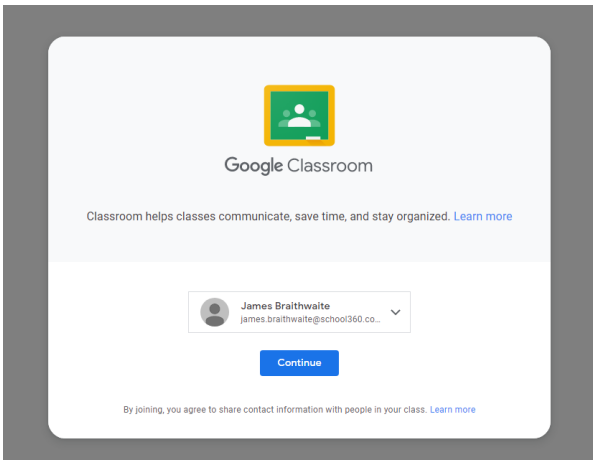 Google Classroom
Classroom helps classes communicate, save time, and stay organized. Learn more
James Braithwaite
james.braithwaite@school360.co...
Continue
By joining, you agree to share contact information with people in your class. Learn more